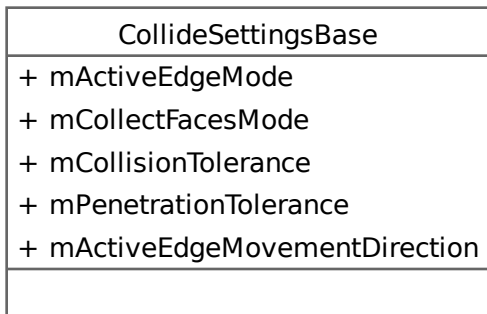 CollideSettingsBase
+ mActiveEdgeMode
+ mCollectFacesMode
+ mCollisionTolerance
+ mPenetrationTolerance
+ mActiveEdgeMovementDirection